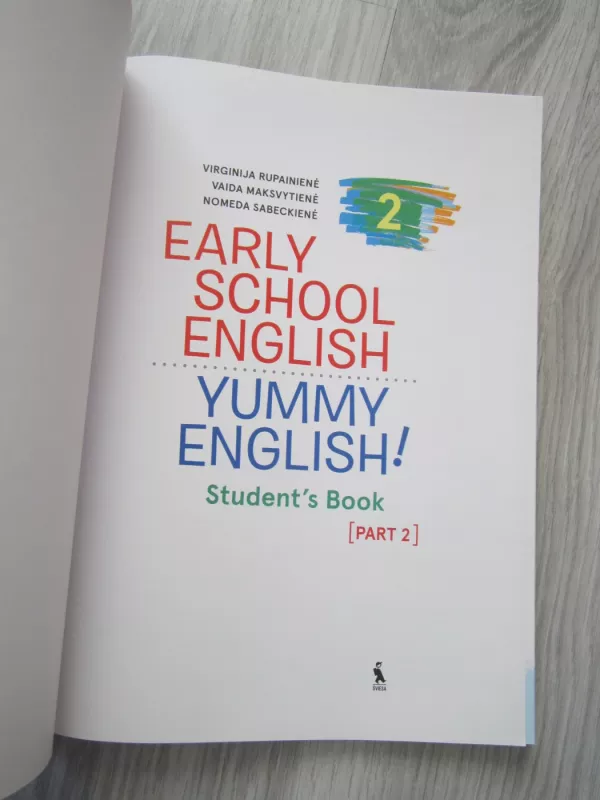 VIRGINIJA RUPAINIENĖ
VAIDA MAKSVYTIENĖ
NOMEDA SABECKIENĖ
2
EARLY
SCHOOL
ENGLISH
YUMMY
ENGLISH!
Student's Book
[PART 2]
ŠVIESA